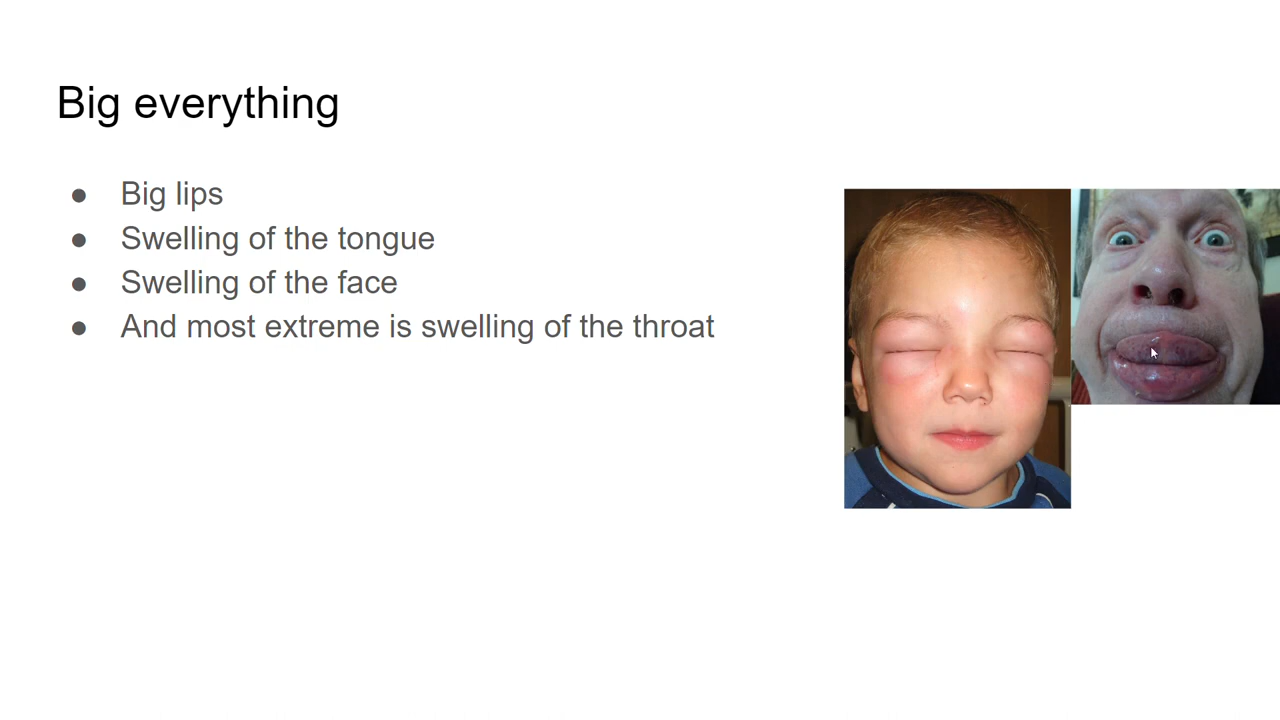 Big everything
● Big lips
● Swelling of the tongue
● Swelling of the face
● And most extreme is swelling of the throat